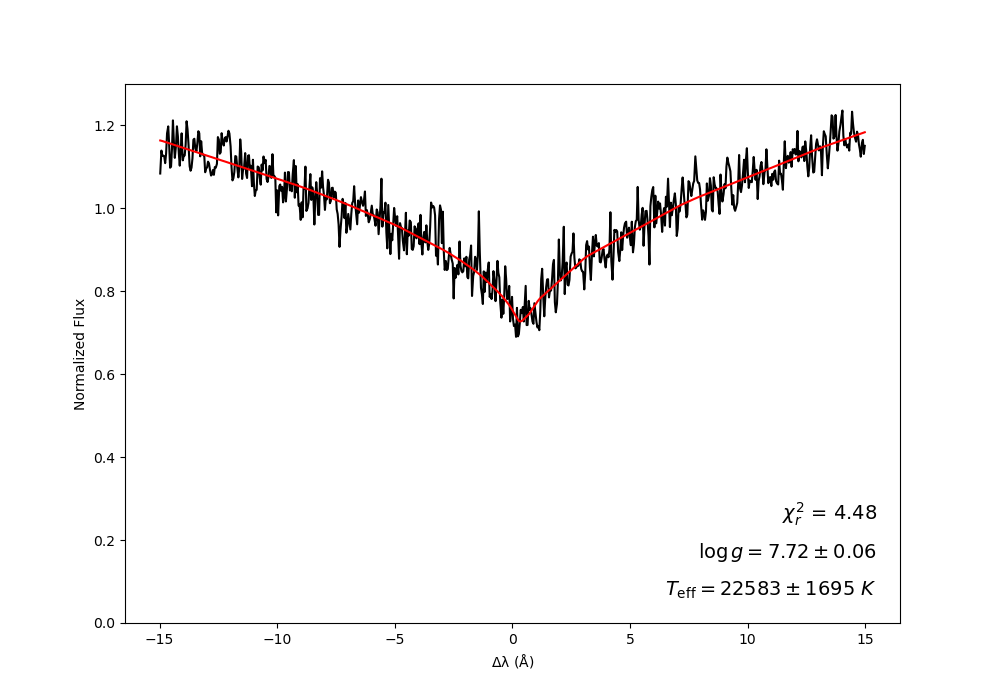 1.2
1.0
0.8
0.6
0.4
0.2
0.0
Normalized Flux
χ²ᵣ = 4.48
log g = 7.72 ± 0.06
T_eff = 22583 ± 1695 K
−15 −10 −5 0 5 10 15
Δλ (Å)